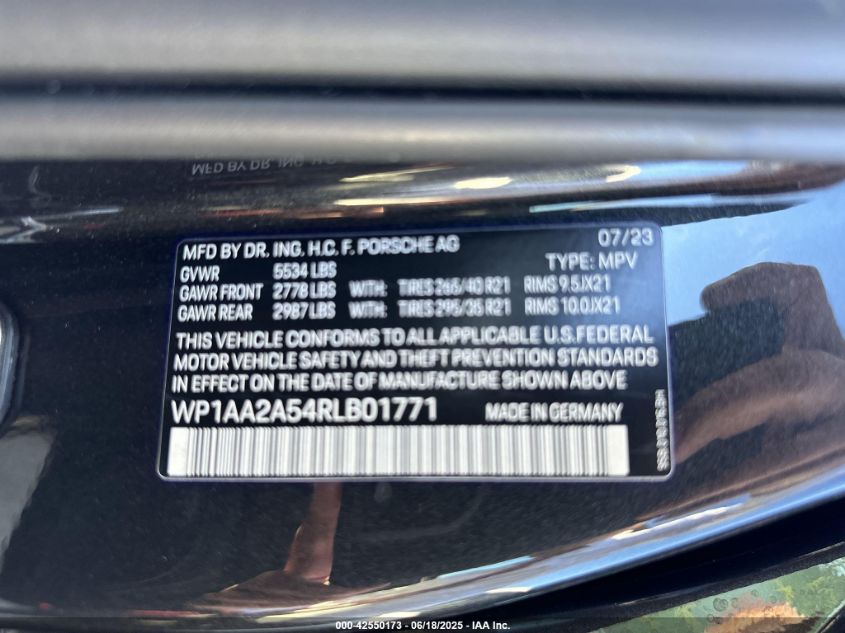 MFD BY DR. ING. H.C. F. PORSCHE AG 07/23
GVWR 5534 LBS TYPE: MPV
GAWR FRONT 2778 LBS WITH: TIRES 265/40 R21 RIMS 9.5JX21
GAWR REAR 2987 LBS WITH: TIRES 295/35 R21 RIMS 10.0JX21
THIS VEHICLE CONFORMS TO ALL APPLICABLE U.S. FEDERAL
MOTOR VEHICLE SAFETY AND THEFT PREVENTION STANDARDS
IN EFFECT ON THE DATE OF MANUFACTURE SHOWN ABOVE
WP1AA2A54RLB01771 MADE IN GERMANY
000-42550173 - 06/18/2025 - IAA Inc.